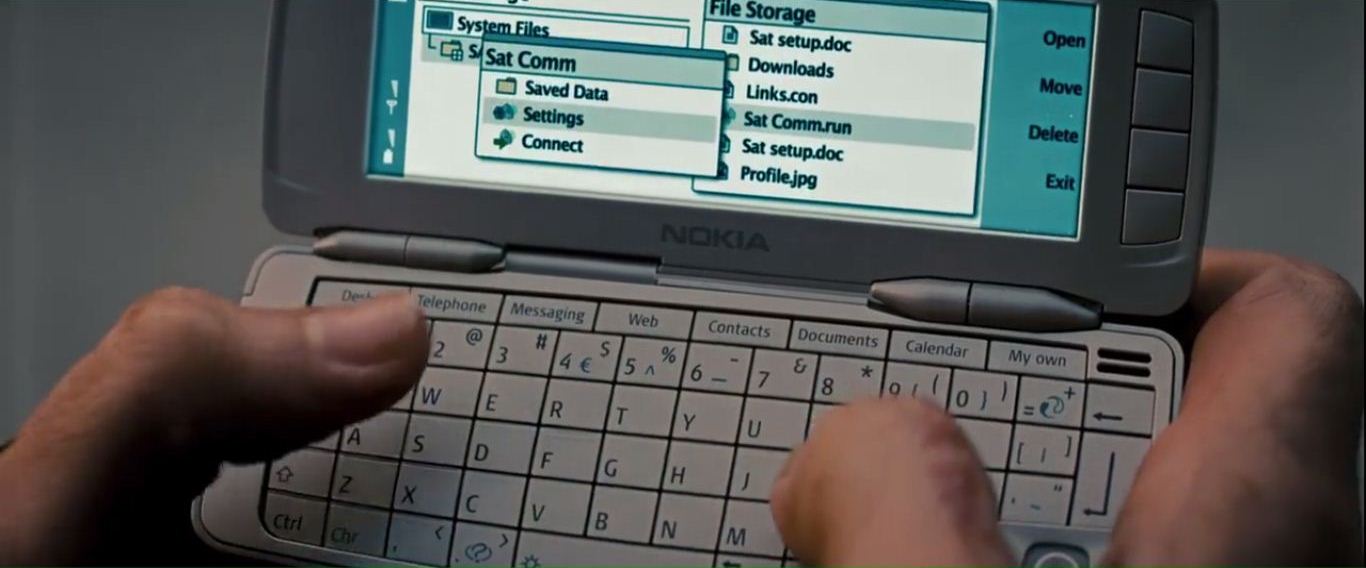 File Storage
System Files
Sat setup.doc
Open
Sat Comm
Downloads
Saved Data
Links.con
Move
Settings
Sat Comm.run
Delete
Connect
Sat setup.doc
Profile.jpg
Exit
NOKIA
Telephone Messaging Web Contacts Documents Calendar My own
2 @ 3 # 4 € $ 5 ^ % 6 _ - 7 & 8 * ( 0 } ) = +
W E R T Y U [ | ]
A S D F G H J ' ~ "
Z X C V B N M
Ctrl Chr , < . >